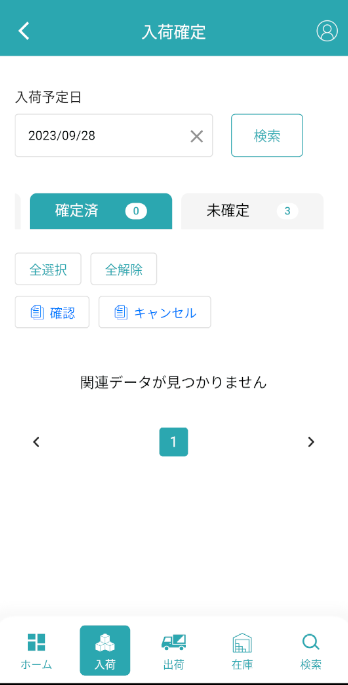 入荷確定
入荷予定日
2023/09/28
検索
確定済 0
未確定 3
全選択 全解除
確認 キャンセル
関連データが見つかりません
1
ホーム 入荷 出荷 在庫 検索